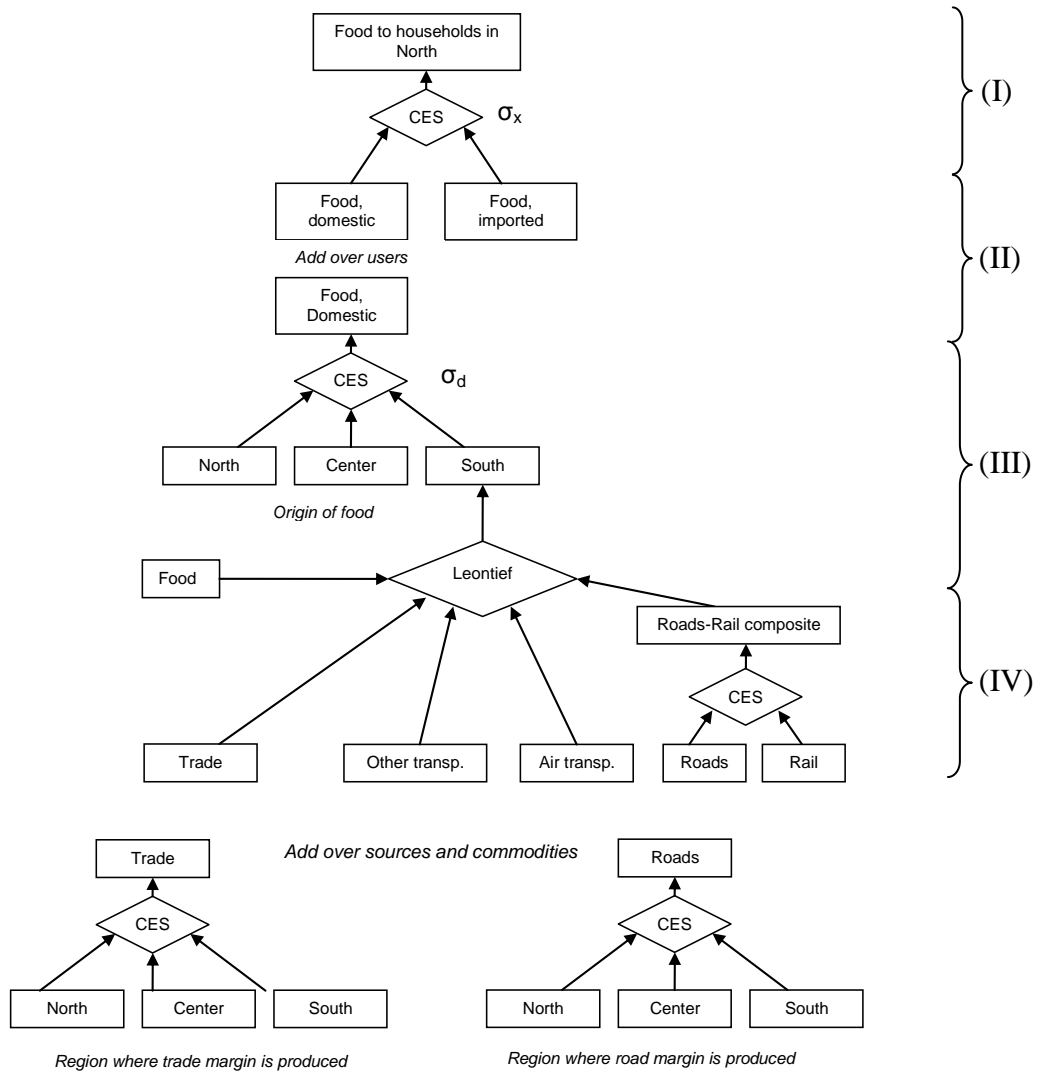 Food to households in
North
(I)
CES
σx
Food,
domestic
Food,
imported
Add over users
(II)
Food,
Domestic
CES
σd
North
Center
South
(III)
Origin of food
Food
Leontief
Roads-Rail composite
(IV)
CES
Trade
Other transp.
Air transp.
Roads
Rail
Add over sources and commodities
Trade
Roads
CES
CES
North
Center
South
North
Center
South
Region where trade margin is produced
Region where road margin is produced